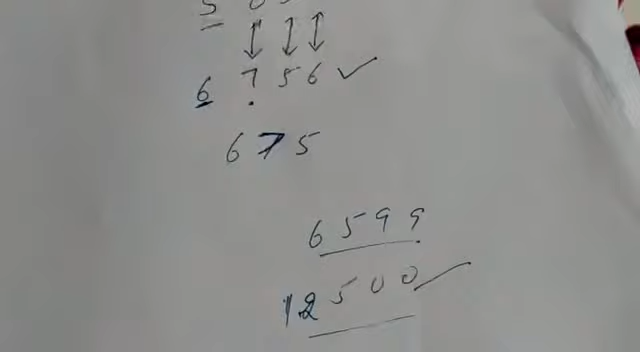 6 7 5 6 ✓
6 7 5
6 5 9 9
12 5 0 0 ✓